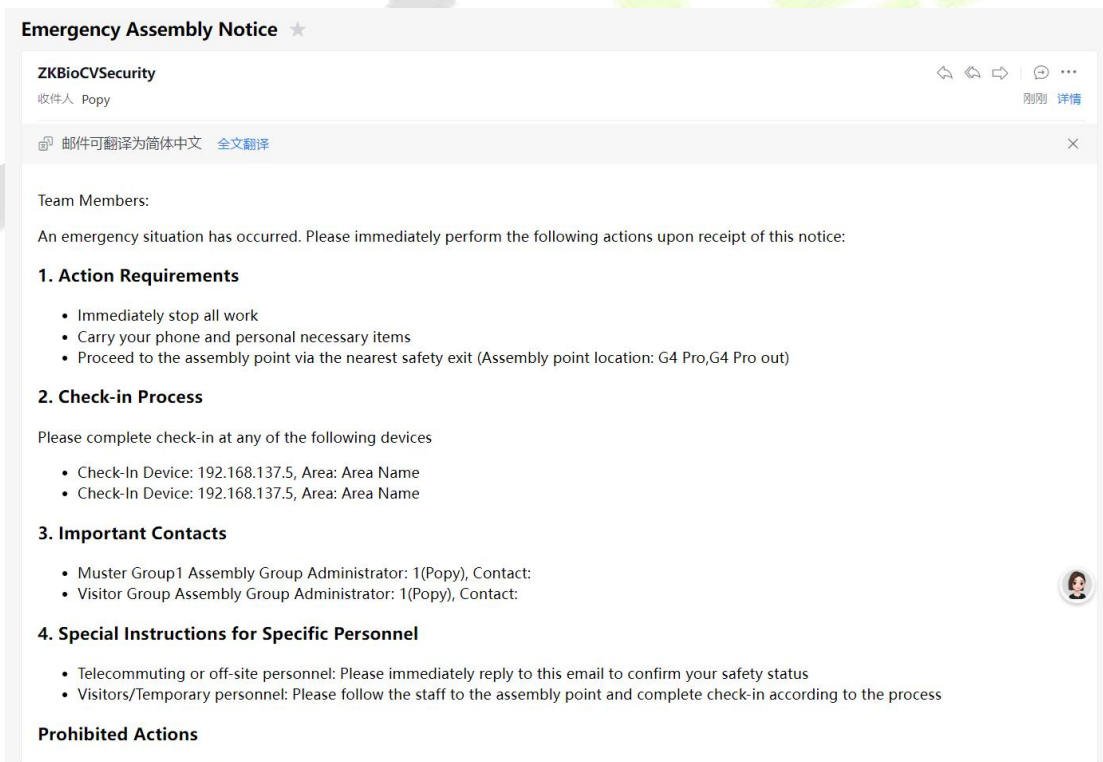 Emergency Assembly Notice
ZKBioCVSecurity
收件人 Popy
刚刚 详情
邮件可翻译为简体中文 全文翻译
Team Members:
An emergency situation has occurred. Please immediately perform the following actions upon receipt of this notice:
1. Action Requirements
• Immediately stop all work
• Carry your phone and personal necessary items
• Proceed to the assembly point via the nearest safety exit (Assembly point location: G4 Pro,G4 Pro out)
2. Check-in Process
Please complete check-in at any of the following devices
• Check-In Device: 192.168.137.5, Area: Area Name
• Check-In Device: 192.168.137.5, Area: Area Name
3. Important Contacts
• Muster Group1 Assembly Group Administrator: 1(Popy), Contact:
• Visitor Group Assembly Group Administrator: 1(Popy), Contact:
4. Special Instructions for Specific Personnel
• Telecommuting or off-site personnel: Please immediately reply to this email to confirm your safety status
• Visitors/Temporary personnel: Please follow the staff to the assembly point and complete check-in according to the process
Prohibited Actions